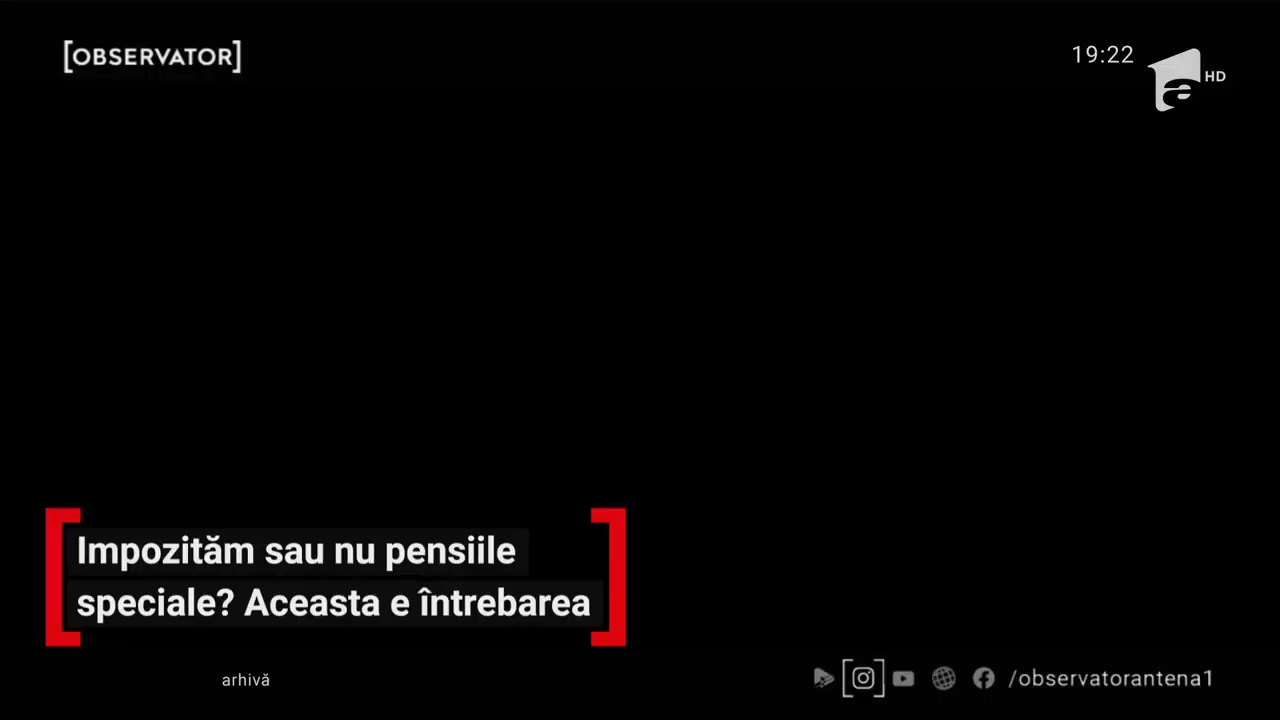 [OBSERVATOR]
19:22
HD
Impozităm sau nu pensiile
speciale? Aceasta e întrebarea
arhivă
/observatorantena1